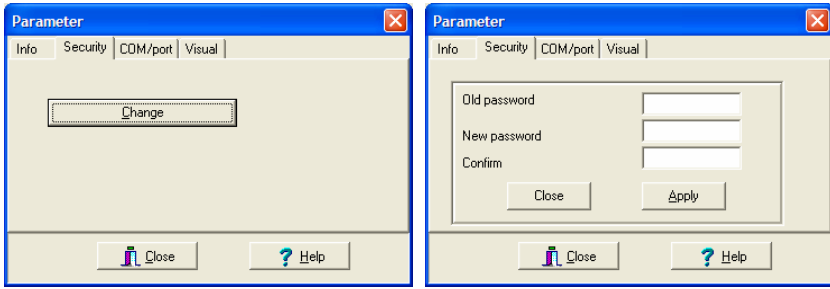 Parameter
Info Security COM/port Visual
Change
Close Help
Parameter
Info Security COM/port Visual
Old password
New password
Confirm
Close Apply
Close Help